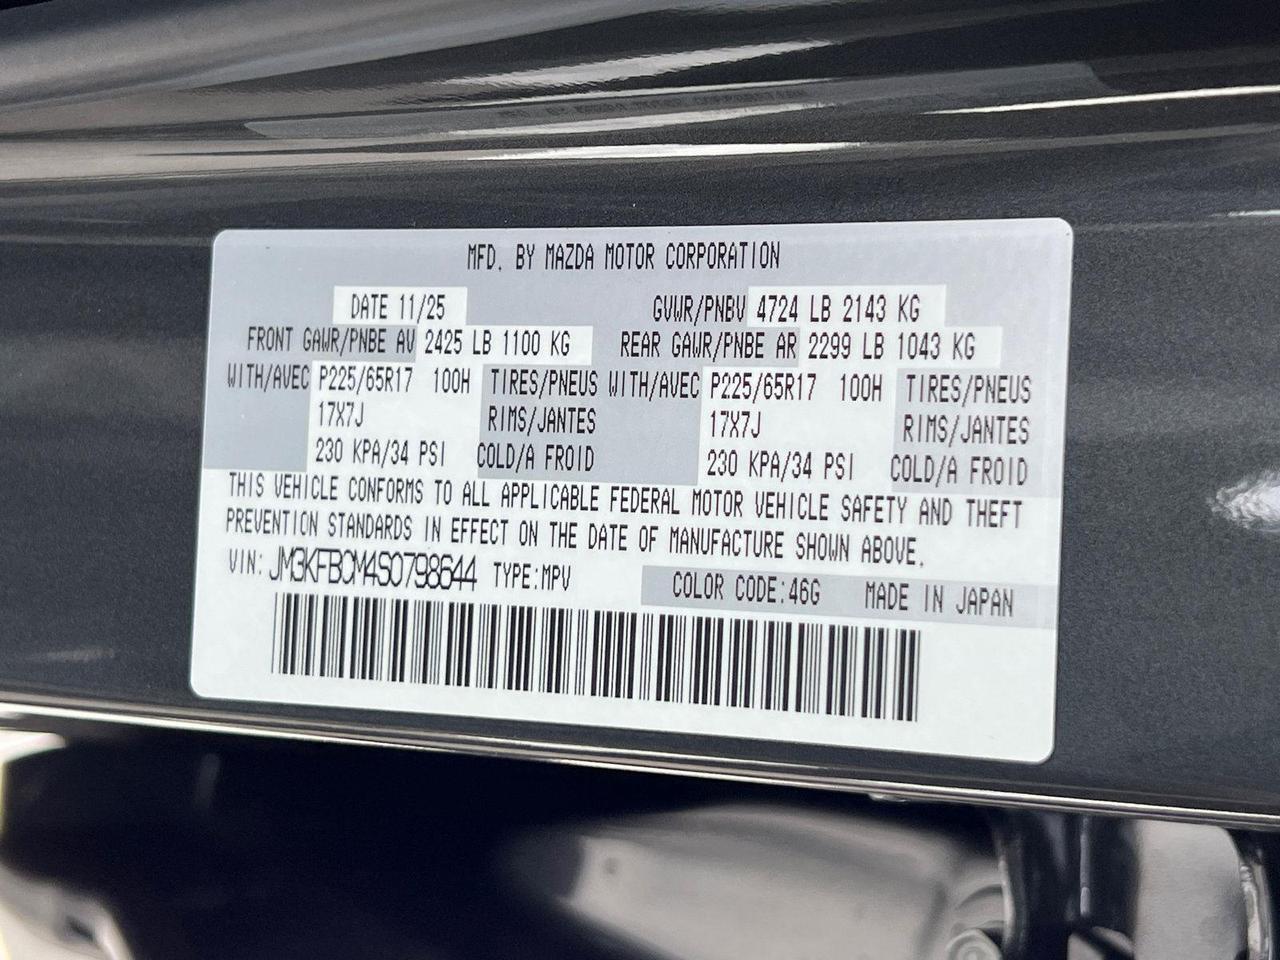 MFD. BY MAZDA MOTOR CORPORATION
DATE 11/25 GVWR/PNBV 4724 LB 2143 KG
FRONT GAWR/PNBE AV 2425 LB 1100 KG REAR GAWR/PNBE AR 2299 LB 1043 KG
WITH/AVEC P225/65R17 100H TIRES/PNEUS WITH/AVEC P225/65R17 100H TIRES/PNEUS
17X7J RIMS/JANTES 17X7J RIMS/JANTES
230 KPA/34 PSI COLD/A FROID 230 KPA/34 PSI COLD/A FROID
THIS VEHICLE CONFORMS TO ALL APPLICABLE FEDERAL MOTOR VEHICLE SAFETY AND THEFT
PREVENTION STANDARDS IN EFFECT ON THE DATE OF MANUFACTURE SHOWN ABOVE.
VIN: JM3KFBCM4S0798644 TYPE:MPV COLOR CODE:46G MADE IN JAPAN